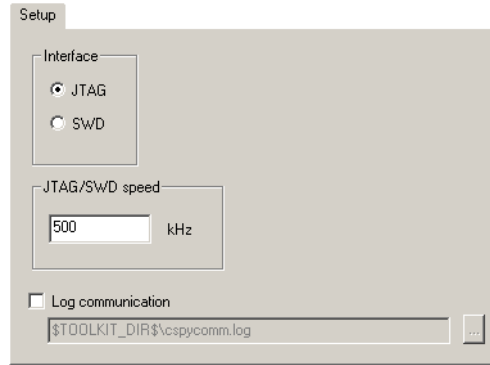 Setup
Interface
JTAG
SWD
JTAG/SWD speed
500 kHz
Log communication
$TOOLKIT_DIR$\cspycomm.log
...